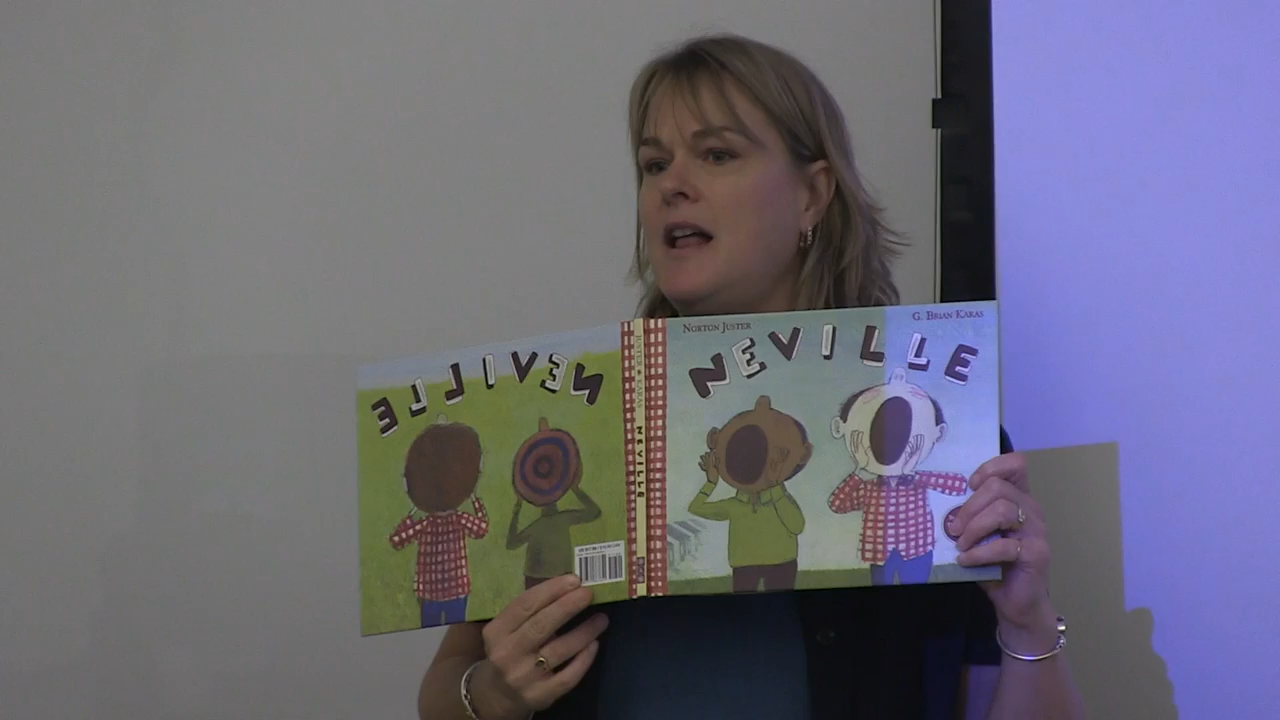 NEVILLE
JUSTER ★ KARAS NEVILLE
NORTON JUSTER
G. BRIAN KARAS
NEVILLE